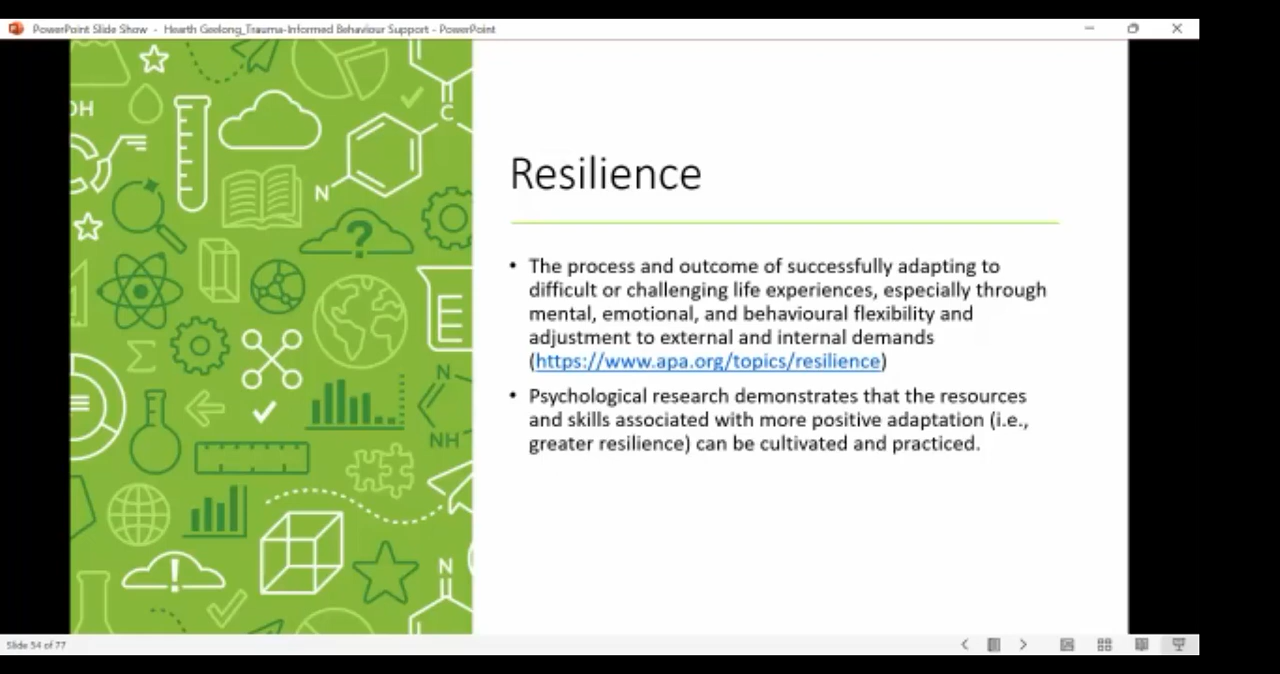 PowerPoint Slide Show - Hearth Geelong_Trauma-Informed Behaviour Support - PowerPoint
OH
C
N
?
Resilience
• The process and outcome of successfully adapting to
difficult or challenging life experiences, especially through
mental, emotional, and behavioural flexibility and
adjustment to external and internal demands
(https://www.apa.org/topics/resilience)
• Psychological research demonstrates that the resources
and skills associated with more positive adaptation (i.e.,
greater resilience) can be cultivated and practiced.
Σ
N
NH
!
N
Slide 54 of 77